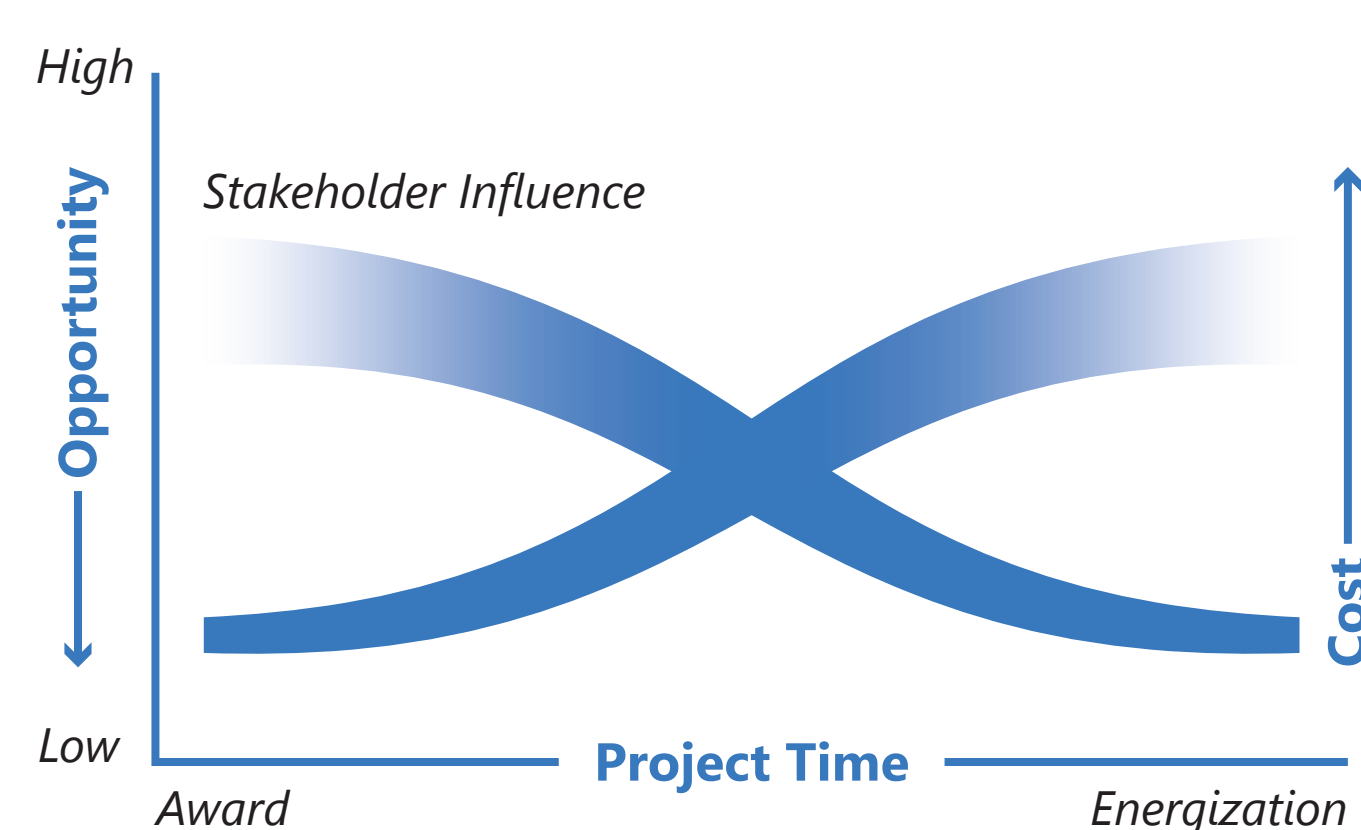 High
Stakeholder Influence
Opportunity
Cost
Low
Project Time
Award
Energization